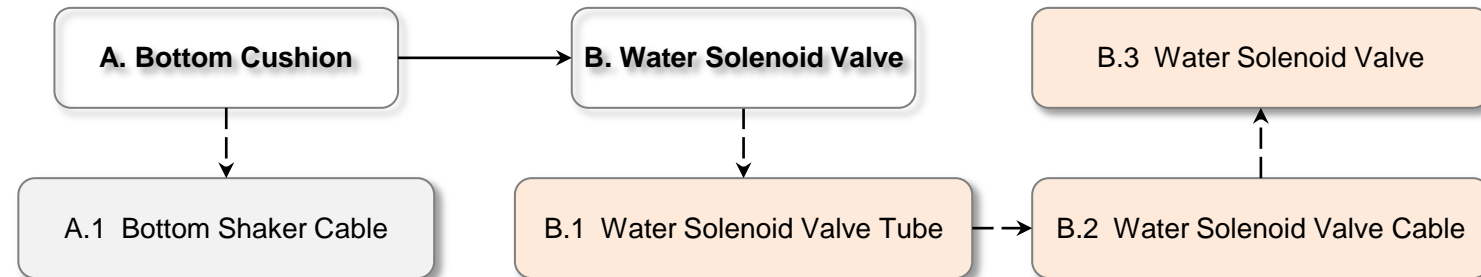 A. Bottom Cushion
B. Water Solenoid Valve
B.3 Water Solenoid Valve
A.1 Bottom Shaker Cable
B.1 Water Solenoid Valve Tube
B.2 Water Solenoid Valve Cable